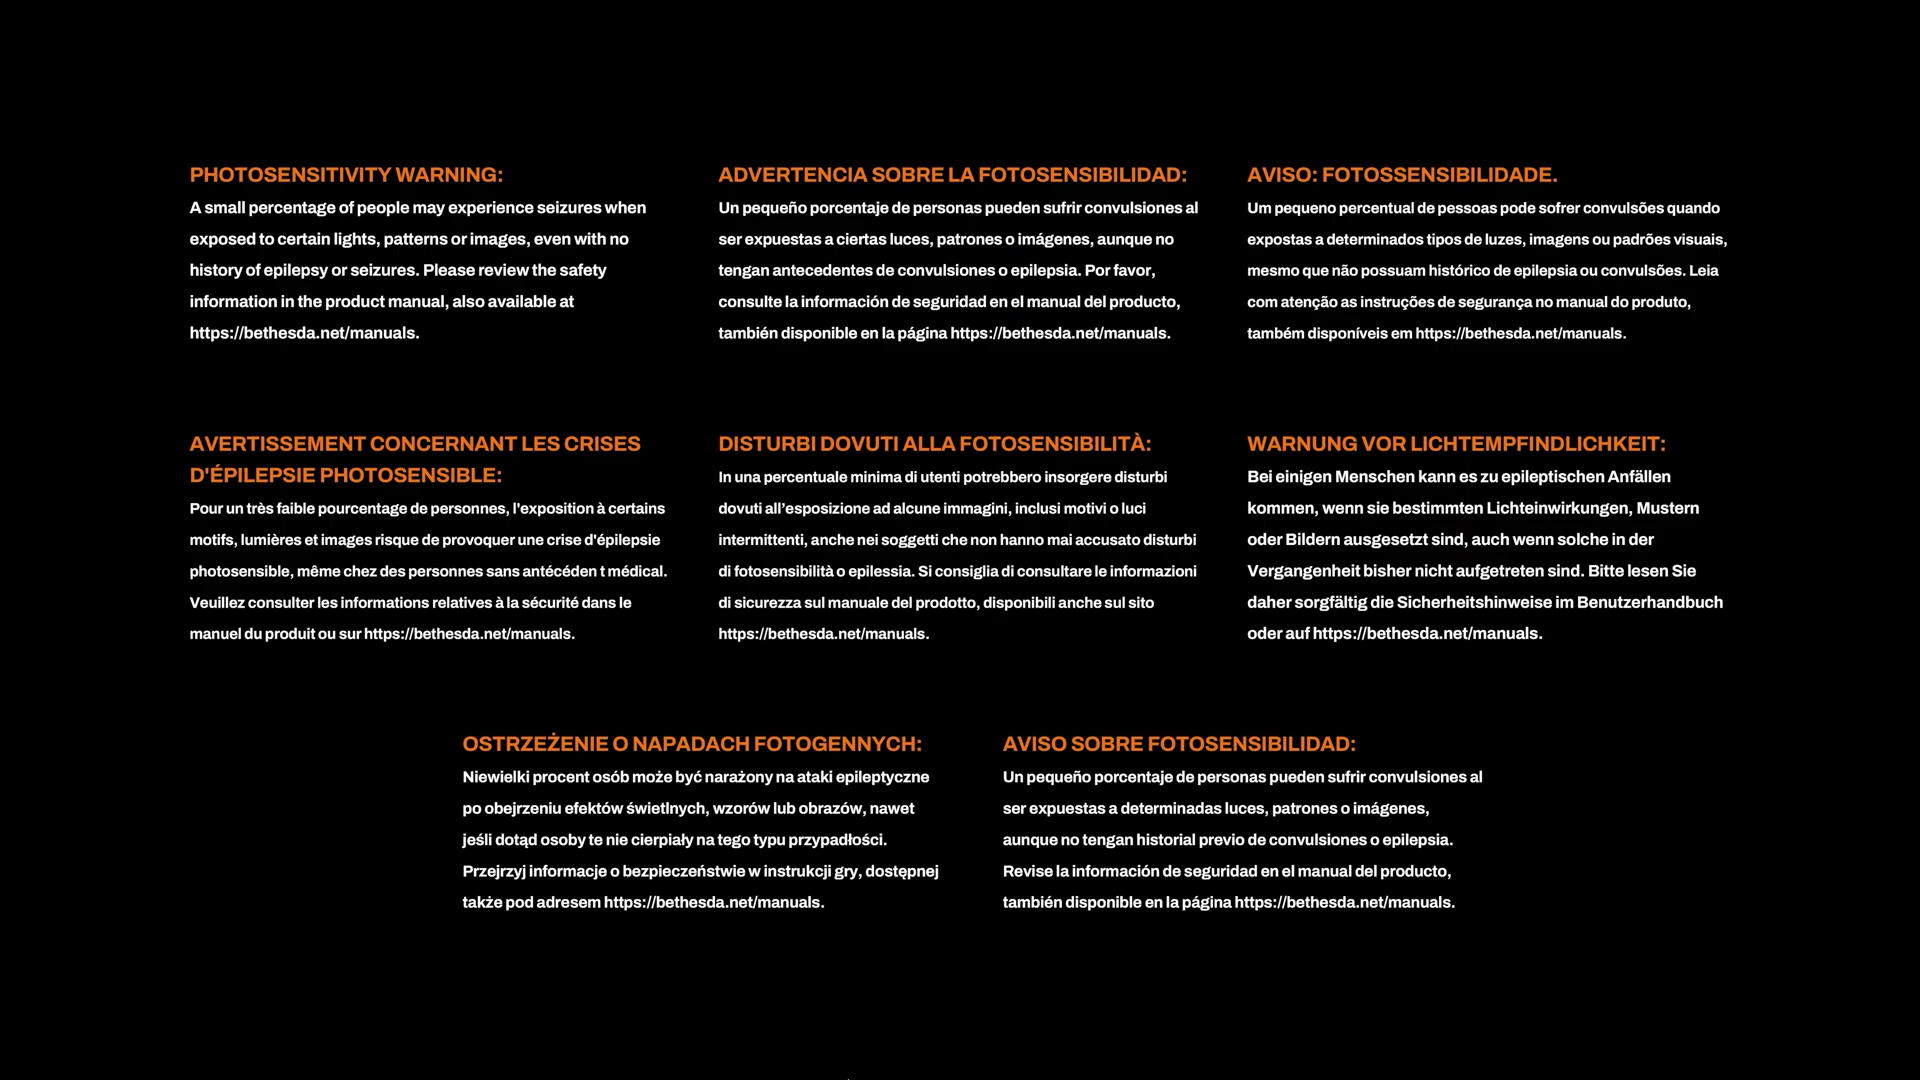 PHOTOSENSITIVITY WARNING:
A small percentage of people may experience seizures when
exposed to certain lights, patterns or images, even with no
history of epilepsy or seizures. Please review the safety
information in the product manual, also available at
https://bethesda.net/manuals.
ADVERTENCIA SOBRE LA FOTOSENSIBILIDAD:
Un pequeño porcentaje de personas pueden sufrir convulsiones al
ser expuestas a ciertas luces, patrones o imágenes, aunque no
tengan antecedentes de convulsiones o epilepsia. Por favor,
consulte la información de seguridad en el manual del producto,
también disponible en la página https://bethesda.net/manuals.
AVISO: FOTOSSENSIBILIDADE.
Um pequeno percentual de pessoas pode sofrer convulsões quando
expostas a determinados tipos de luzes, imagens ou padrões visuais,
mesmo que não possuam histórico de epilepsia ou convulsões. Leia
com atenção as instruções de segurança no manual do produto,
também disponíveis em https://bethesda.net/manuals.
AVERTISSEMENT CONCERNANT LES CRISES
D'ÉPILEPSIE PHOTOSENSIBLE:
Pour un très faible pourcentage de personnes, l'exposition à certains
motifs, lumières et images risque de provoquer une crise d'épilepsie
photosensible, même chez des personnes sans antécéden t médical.
Veuillez consulter les informations relatives à la sécurité dans le
manuel du produit ou sur https://bethesda.net/manuals.
DISTURBI DOVUTI ALLA FOTOSENSIBILITÀ:
In una percentuale minima di utenti potrebbero insorgere disturbi
dovuti all’esposizione ad alcune immagini, inclusi motivi o luci
intermittenti, anche nei soggetti che non hanno mai accusato disturbi
di fotosensibilità o epilessia. Si consiglia di consultare le informazioni
di sicurezza sul manuale del prodotto, disponibili anche sul sito
https://bethesda.net/manuals.
WARNUNG VOR LICHTEMPFINDLICHKEIT:
Bei einigen Menschen kann es zu epileptischen Anfällen
kommen, wenn sie bestimmten Lichteinwirkungen, Mustern
oder Bildern ausgesetzt sind, auch wenn solche in der
Vergangenheit bisher nicht aufgetreten sind. Bitte lesen Sie
daher sorgfältig die Sicherheitshinweise im Benutzerhandbuch
oder auf https://bethesda.net/manuals.
OSTRZEŻENIE O NAPADACH FOTOGENNYCH:
Niewielki procent osób może być narażony na ataki epileptyczne
po obejrzeniu efektów świetlnych, wzorów lub obrazów, nawet
jeśli dotąd osoby te nie cierpiały na tego typu przypadłości.
Przejrzyj informacje o bezpieczeństwie w instrukcji gry, dostępnej
także pod adresem https://bethesda.net/manuals.
AVISO SOBRE FOTOSENSIBILIDAD:
Un pequeño porcentaje de personas pueden sufrir convulsiones al
ser expuestas a determinadas luces, patrones o imágenes,
aunque no tengan historial previo de convulsiones o epilepsia.
Revise la información de seguridad en el manual del producto,
también disponible en la página https://bethesda.net/manuals.